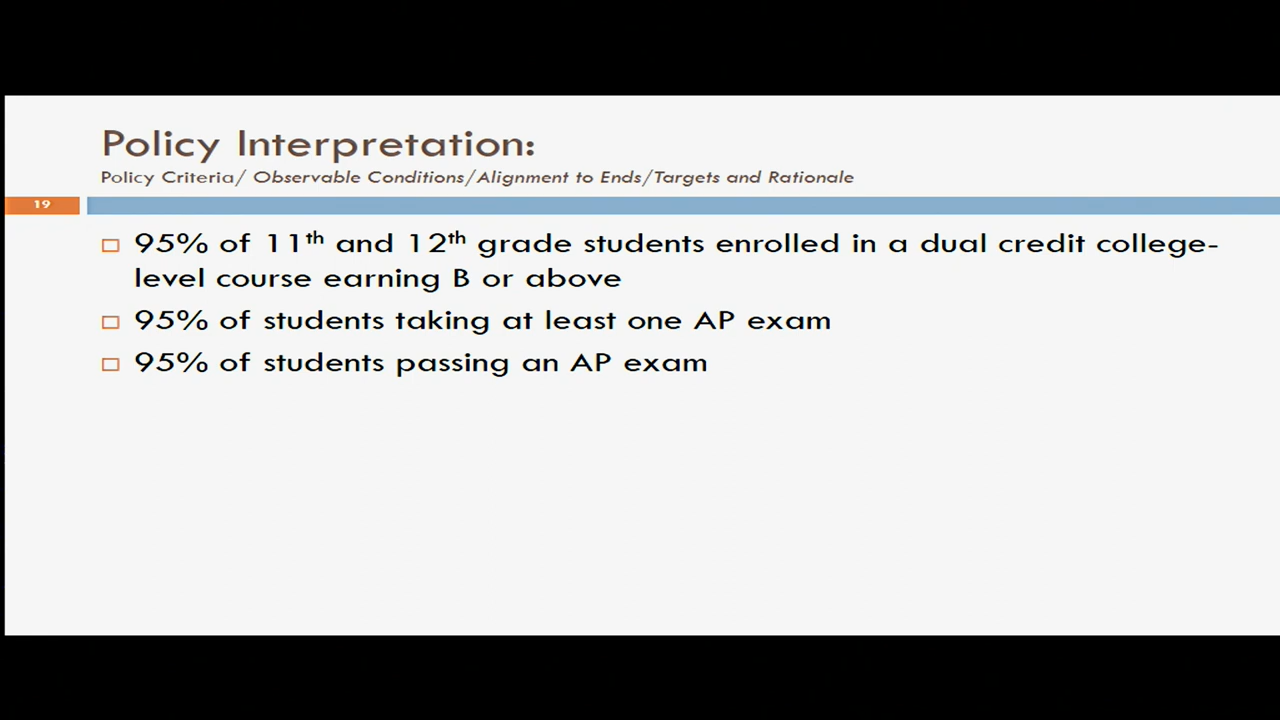 Policy Interpretation:
Policy Criteria/ Observable Conditions/Alignment to Ends/Targets and Rationale
19
95% of 11th and 12th grade students enrolled in a dual credit college-
level course earning B or above
95% of students taking at least one AP exam
95% of students passing an AP exam